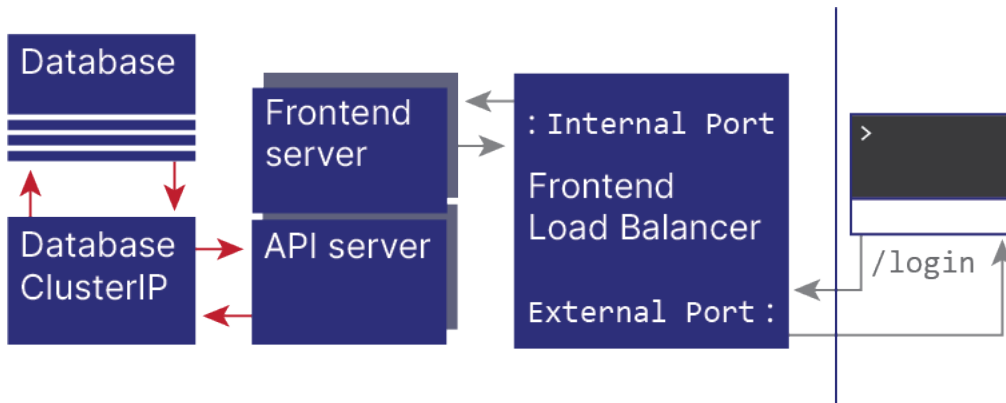 Database
Database
ClusterIP
Frontend
server
API server
: Internal Port
Frontend
Load Balancer
External Port :
>
/login